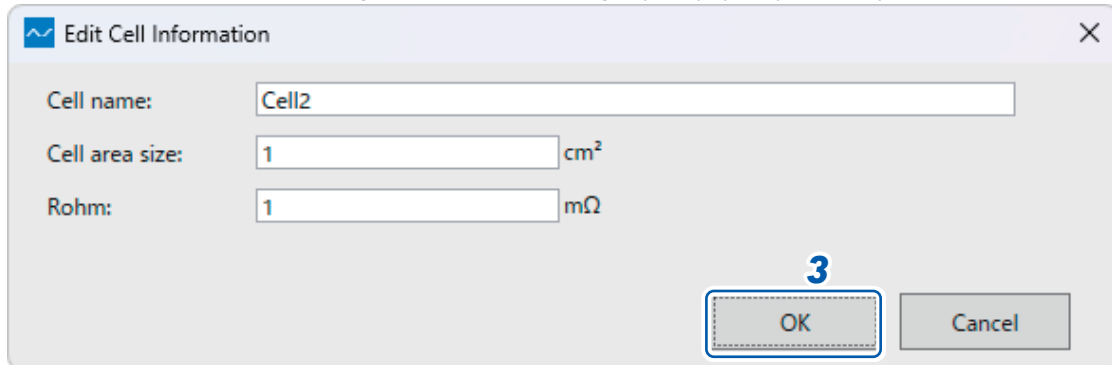 Edit Cell Information
Cell name: Cell2
Cell area size: 1 cm²
Rohm: 1 mΩ
3
OK Cancel